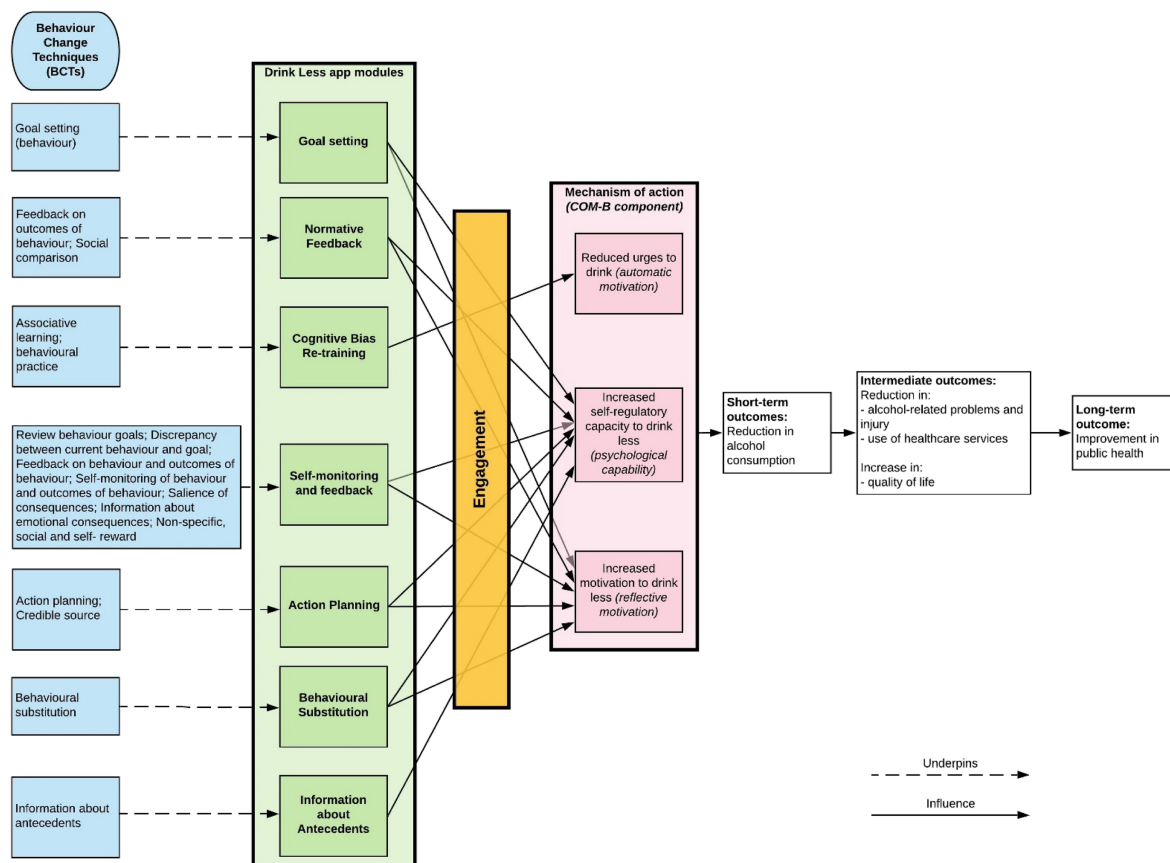 Behaviour
Change
Techniques
(BCTs)
Goal setting
(behaviour)
Feedback on
outcomes of
behaviour; Social
comparison
Associative
learning;
behavioural
practice
Review behaviour goals; Discrepancy
between current behaviour and goal;
Feedback on behaviour and outcomes of
behaviour; Self-monitoring of behaviour
and outcomes of behaviour; Salience of
consequences; Information about
emotional consequences; Non-specific,
social and self- reward
Action planning;
Credible source
Behavioural
substitution
Information about
antecedents
Drink Less app modules
Goal setting
Normative
Feedback
Cognitive Bias
Re-training
Self-monitoring
and feedback
Action Planning
Behavioural
Substitution
Information
about
Antecedents
Engagement
Mechanism of action
(COM-B component)
Reduced urges to
drink (automatic
motivation)
Increased
self-regulatory
capacity to drink
less
(psychological
capability)
Increased
motivation to drink
less (reflective
motivation)
Short-term
outcomes:
Reduction in
alcohol
consumption
Intermediate outcomes:
Reduction in:
- alcohol-related problems and
injury
- use of healthcare services
Increase in:
- quality of life
Long-term
outcome:
Improvement in
public health
Underpins
Influence